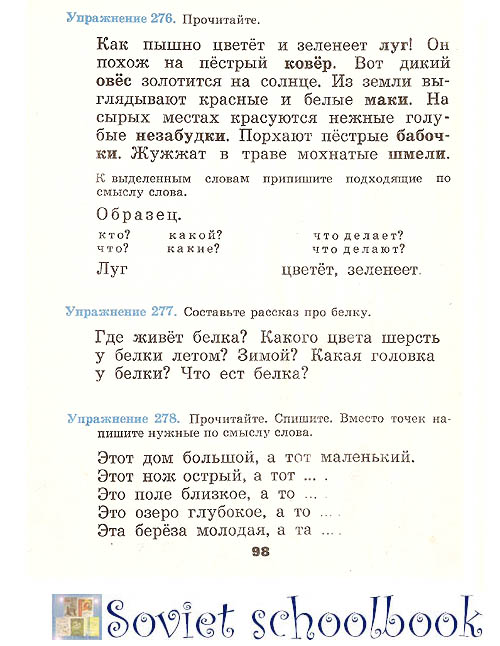 Упражнение 276. Прочитайте.
Как пышно цветёт и зеленеет луг! Он
похож на пёстрый ковёр. Вот дикий
овёс золотится на солнце. Из земли вы-
глядывают красные и белые маки. На
сырых местах красуются нежные голу-
бые незабудки. Порхают пёстрые бабоч-
ки. Жужжат в траве мохнатые шмели.
К выделенным словам припишите подходящие по
смыслу слова.
Образец.
кто? какой? что делает?
что? какие? что делают?
Луг цветёт, зеленеет.
Упражнение 277. Составьте рассказ про белку.
Где живёт белка? Какого цвета шерсть
у белки летом? Зимой? Какая головка
у белки? Что ест белка?
Упражнение 278. Прочитайте. Спишите. Вместо точек на-
пишите нужные по смыслу слова.
Этот дом большой, а тот маленький.
Этот нож острый, а тот ... .
Это поле близкое, а то ... .
Это озеро глубокое, а то ... .
Эта берёза молодая, а та ... .
98
Soviet schoolbook